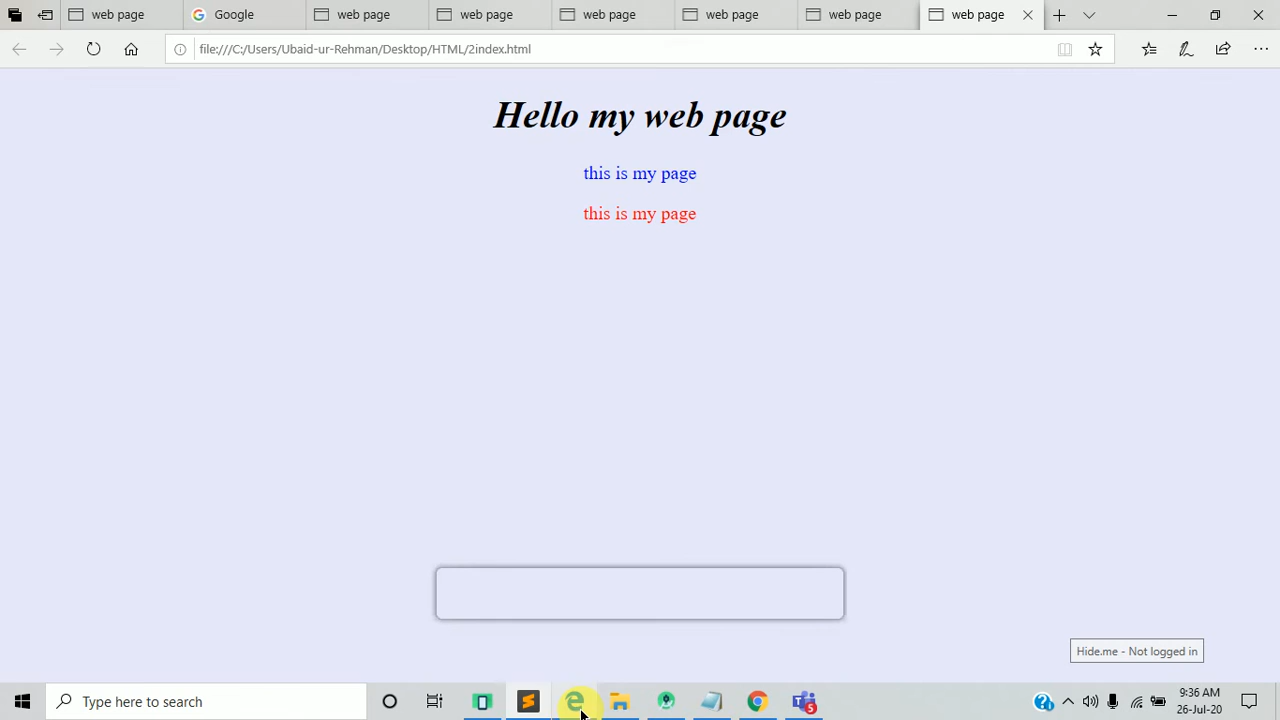 web page
Google
web page
web page
web page
web page
web page
web page
file:///C:/Users/Ubaid-ur-Rehman/Desktop/HTML/2index.html
Hello my web page
this is my page
this is my page
Hide.me - Not logged in
Type here to search
5
9:36 AM
26-Jul-20